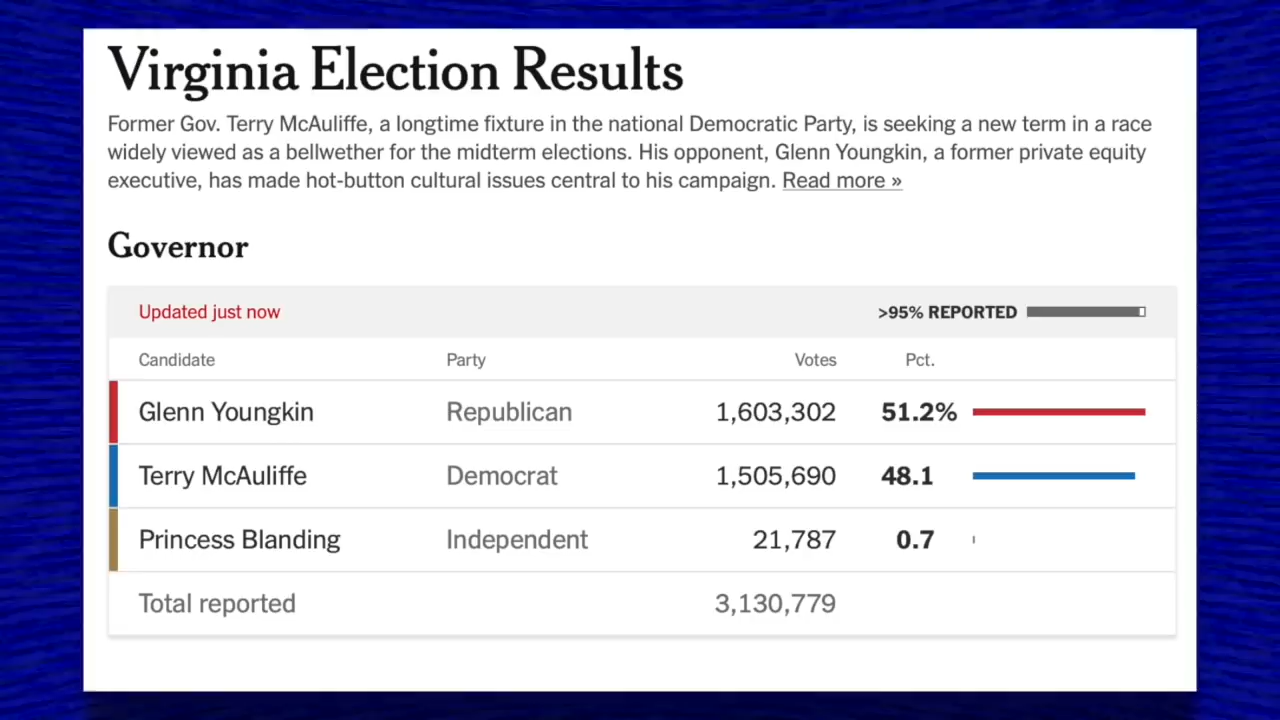 Virginia Election Results
Former Gov. Terry McAuliffe, a longtime fixture in the national Democratic Party, is seeking a new term in a race
widely viewed as a bellwether for the midterm elections. His opponent, Glenn Youngkin, a former private equity
executive, has made hot-button cultural issues central to his campaign. Read more »
Governor
Updated just now >95% REPORTED
Candidate Party Votes Pct.
Glenn Youngkin Republican 1,603,302 51.2%
Terry McAuliffe Democrat 1,505,690 48.1
Princess Blanding Independent 21,787 0.7
Total reported 3,130,779